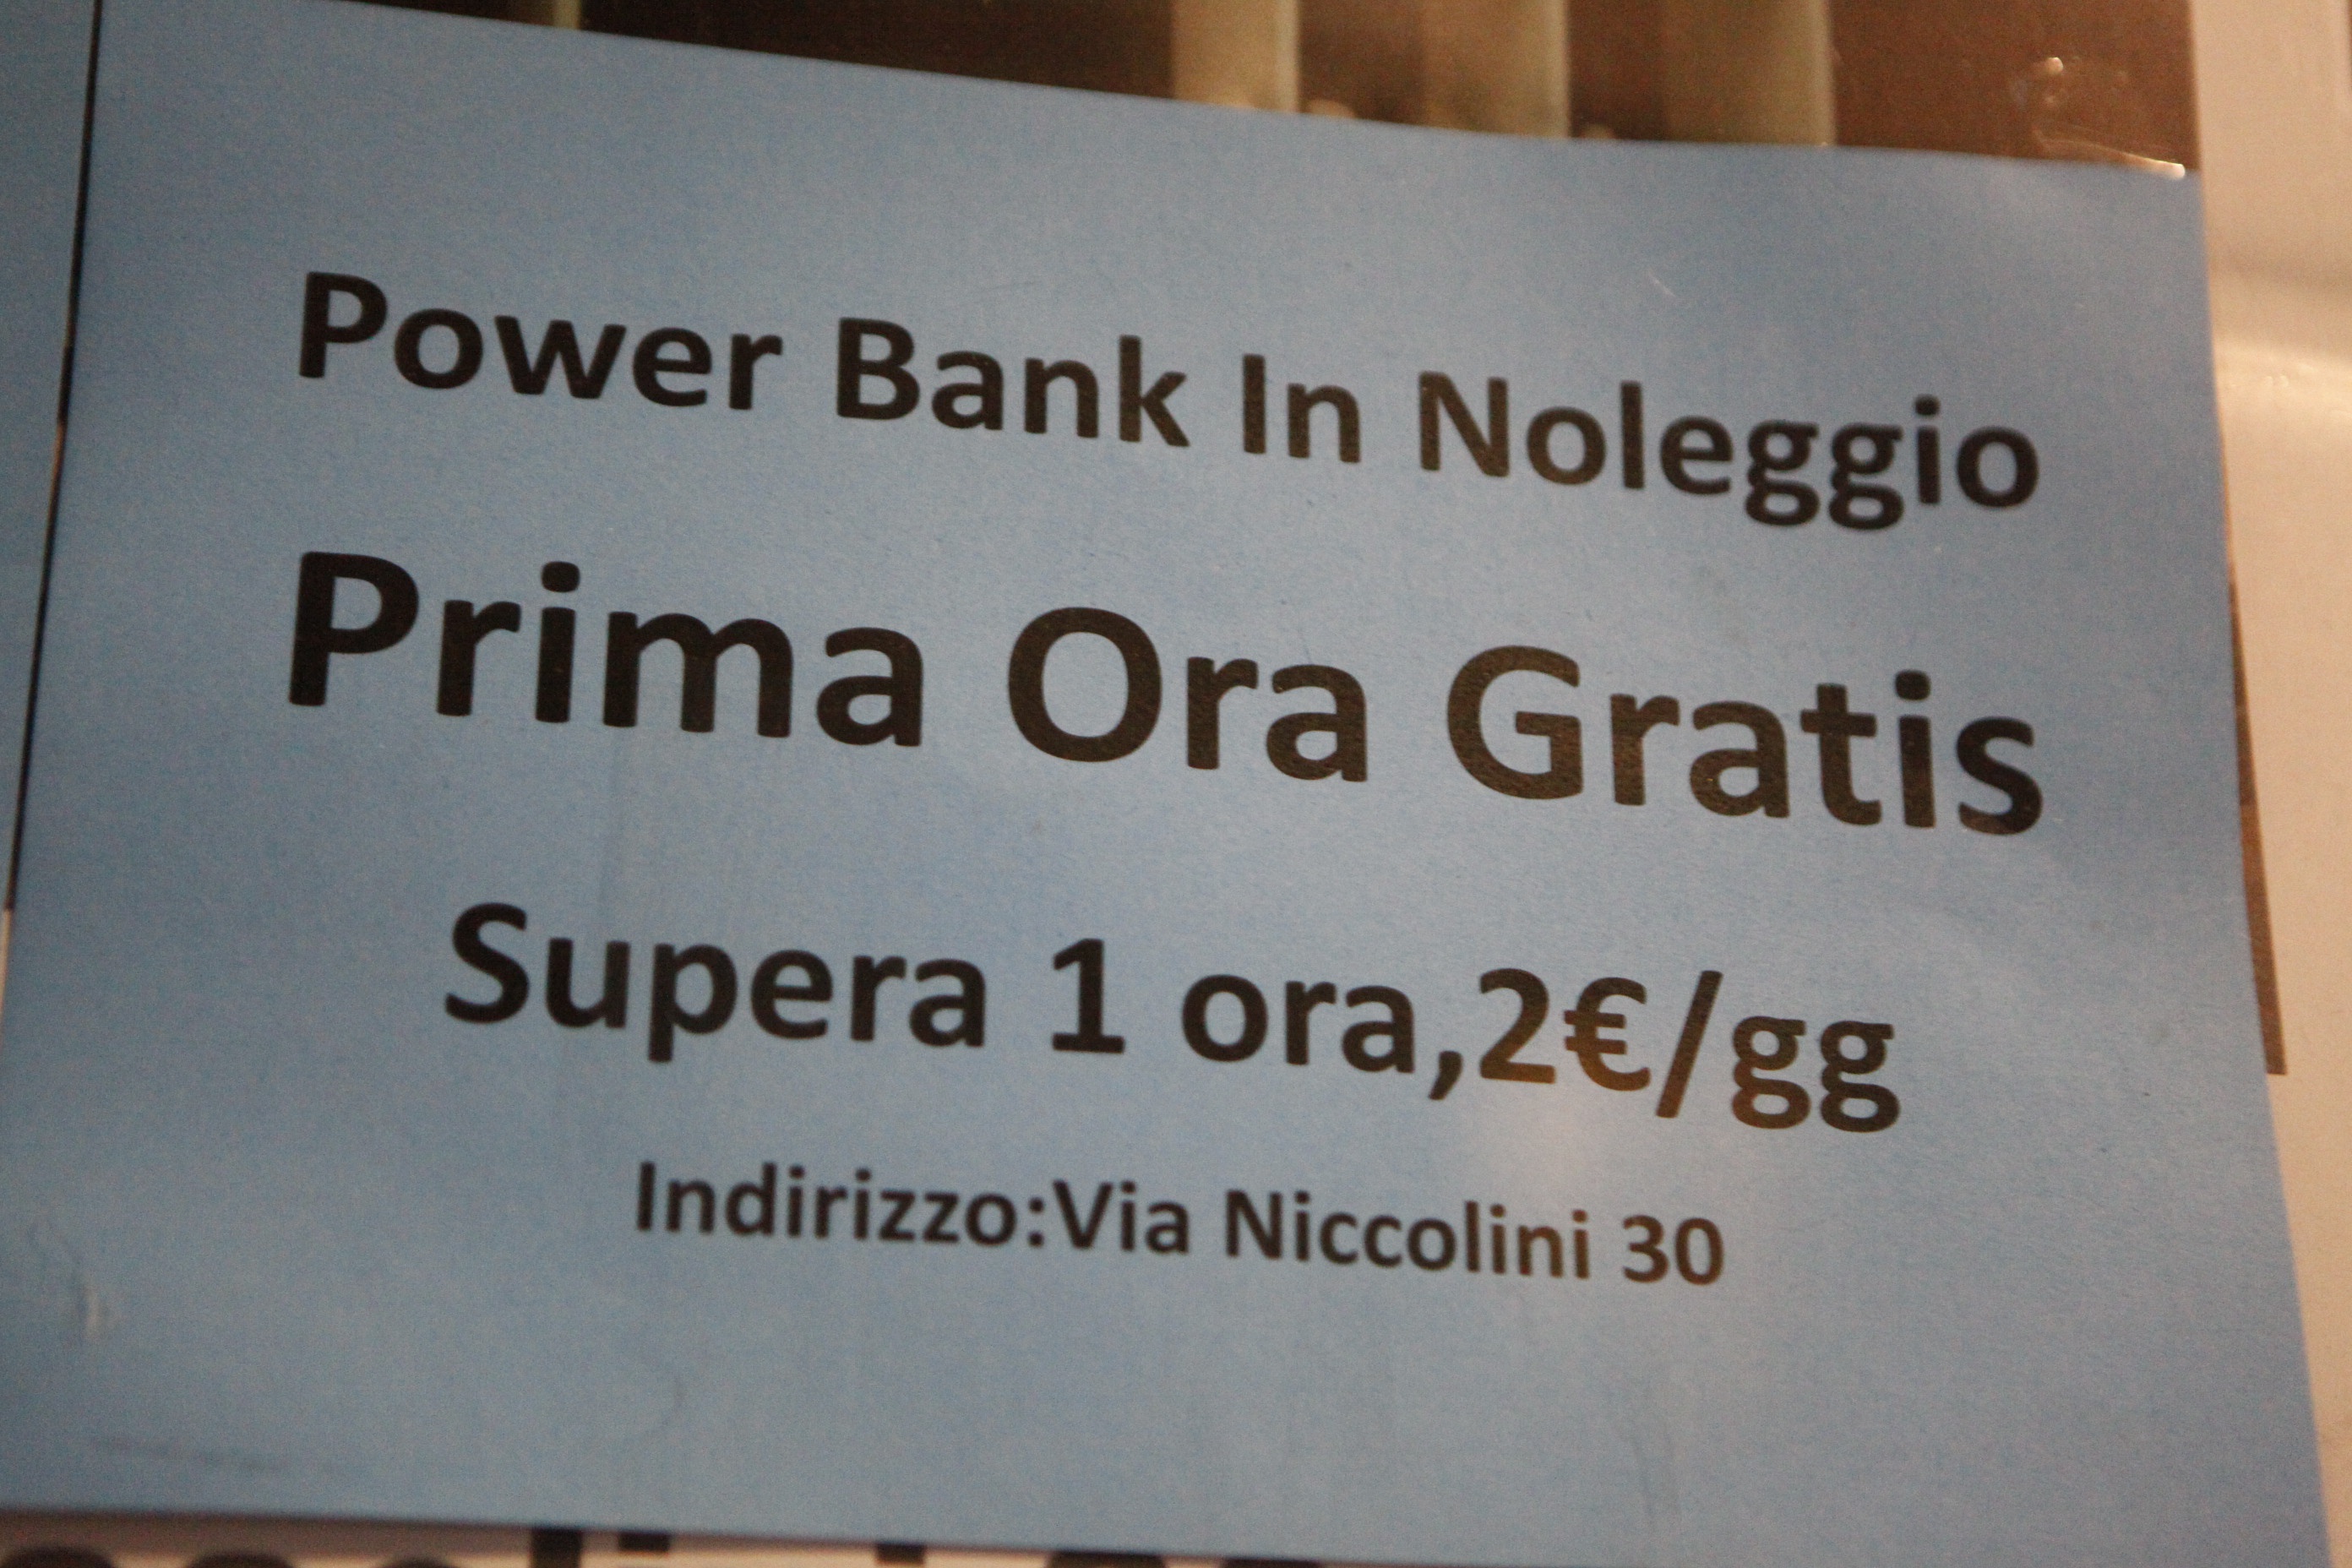 Power Bank In Noleggio
Prima Ora Gratis
Supera 1 ora,2€/gg
Indirizzo:Via Niccolini 30